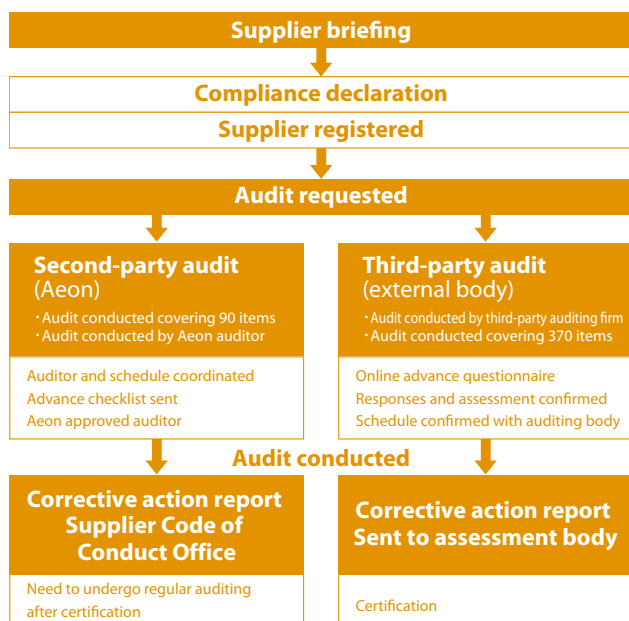 Supplier briefing
Compliance declaration
Supplier registered
Audit requested
Second-party audit
(Aeon)
・Audit conducted covering 90 items
・Audit conducted by Aeon auditor
Auditor and schedule coordinated
Advance checklist sent
Aeon approved auditor
Third-party audit
(external body)
・Audit conducted by third-party auditing firm
・Audit conducted covering 370 items
Online advance questionnaire
Responses and assessment confirmed
Schedule confirmed with auditing body
Audit conducted
Corrective action report
Supplier Code of
Conduct Office
Need to undergo regular auditing
after certification
Corrective action report
Sent to assessment body
Certification